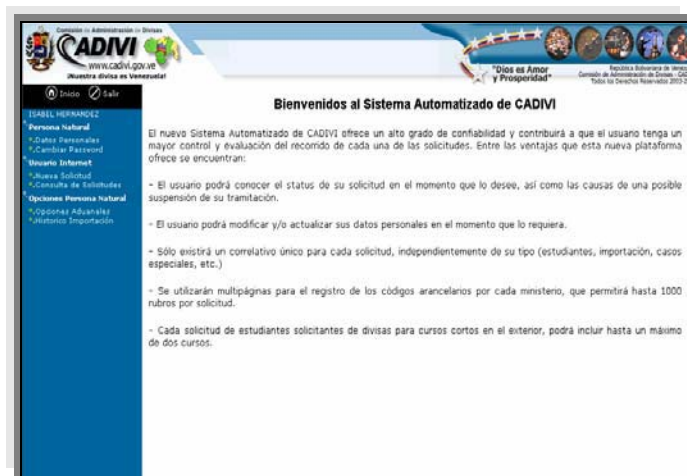 Comisión de Administración de Divisas
CADIVI
www.cadivi.gov.ve
¡Nuestra divisa es Venezuela!
"Dios es Amor
y Prosperidad"
República Bolivariana de
Comisión de Administración de Divisas -
Todos los Derechos Reservados
Inicio Salir
ISABEL HERNANDEZ
Persona Natural
Datos Personales
Cambiar Password
Usuario Internet
Nueva Solicitud
Consulta de Solicitudes
Opciones Persona Natural
Opciones Aduanales
Historico Importación
Bienvenidos al Sistema Automatizado de CADIVI
El nuevo Sistema Automatizado de CADIVI ofrece un alto grado de confiabilidad y contribuirá a que el usuario tenga un
mayor control y evaluación del recorrido de cada una de las solicitudes. Entre las ventajas que esta nueva plataforma
ofrece se encuentran:
- El usuario podrá conocer el status de su solicitud en el momento que lo desee, así como las causas de una posible
suspensión de su tramitación.
- El usuario podrá modificar y/o actualizar sus datos personales en el momento que lo requiera.
- Sólo existirá un correlativo único para cada solicitud, independientemente de su tipo (estudiantes, importación, casos
especiales, etc.)
- Se utilizarán multipáginas para el registro de los códigos arancelarios por cada ministerio, que permitirá hasta 1000
rubros por solicitud.
- Cada solicitud de estudiantes solicitantes de divisas para cursos cortos en el exterior, podrá incluir hasta un máximo
de dos cursos.